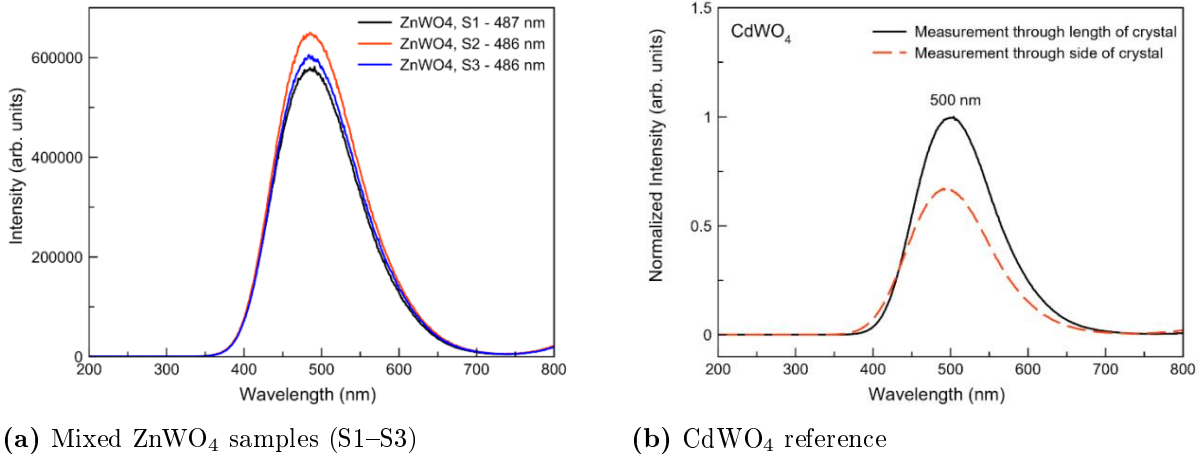 ZnWO4, S1 - 487 nm
ZnWO4, S2 - 486 nm
ZnWO4, S3 - 486 nm
600000
400000
200000
0
Intensity (arb. units)
200 300 400 500 600 700 800
Wavelength (nm)
(a) Mixed ZnWO₄ samples (S1–S3)
CdWO₄
Measurement through length of crystal
Measurement through side of crystal
500 nm
1.5
1
0.5
0
Normalized Intensity (arb. units)
200 300 400 500 600 700 800
Wavelength (nm)
(b) CdWO₄ reference